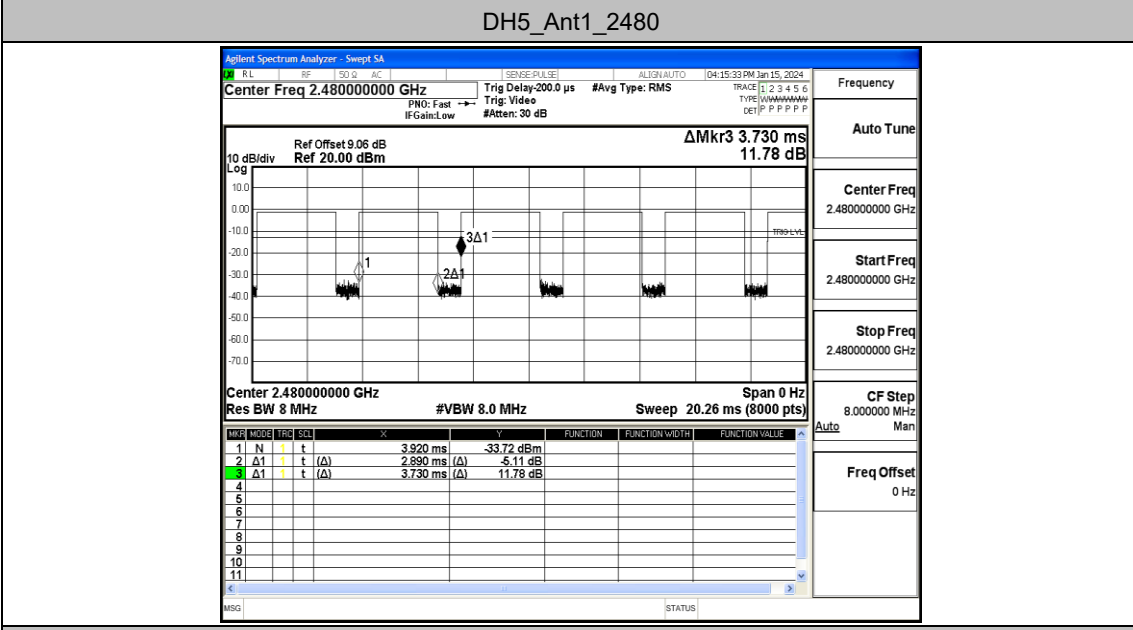 DH5_Ant1_2480
Agilent Spectrum Analyzer - Swept SA
RL RF 50 Ω AC SENSE:PULSE ALIGNAUTO 04:15:33 PM Jan 15, 2024
Center Freq 2.480000000 GHz
PNO: Fast
IFGain:Low
Trig Delay-200.0 µs
Trig: Video
#Atten: 30 dB
#Avg Type: RMS
TRACE 1 2 3 4 5 6
TYPE
DET P P P P P P
Frequency
ΔMkr3 3.730 ms
11.78 dB
Ref Offset 9.06 dB
10 dB/div Ref 20.00 dBm
Log
10.0
0.00
-10.0
-20.0
-30.0
-40.0
-50.0
-60.0
-70.0
TRIG LVL
1
2Δ1
3Δ1
Center 2.480000000 GHz Span 0 Hz
Res BW 8 MHz #VBW 8.0 MHz Sweep 20.26 ms (8000 pts)
MKR MODE TRC SCL X Y FUNCTION FUNCTION WIDTH FUNCTION VALUE
1 N 1 t 3.920 ms -33.72 dBm
2 Δ1 1 t (Δ) 2.890 ms (Δ) -5.11 dB
3 Δ1 1 t (Δ) 3.730 ms (Δ) 11.78 dB
4
5
6
7
8
9
10
11
Auto Tune
Center Freq
2.480000000 GHz
Start Freq
2.480000000 GHz
Stop Freq
2.480000000 GHz
CF Step
8.000000 MHz
Auto Man
Freq Offset
0 Hz
MSG STATUS